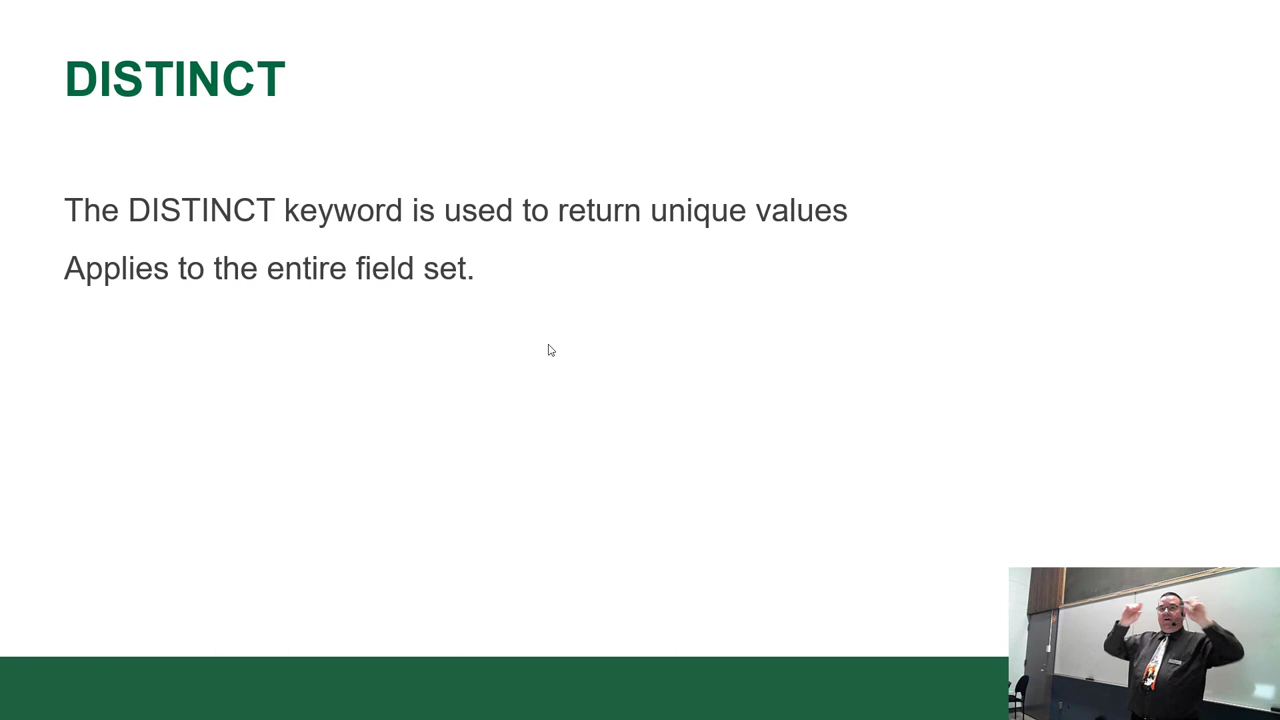 DISTINCT
The DISTINCT keyword is used to return unique values
Applies to the entire field set.